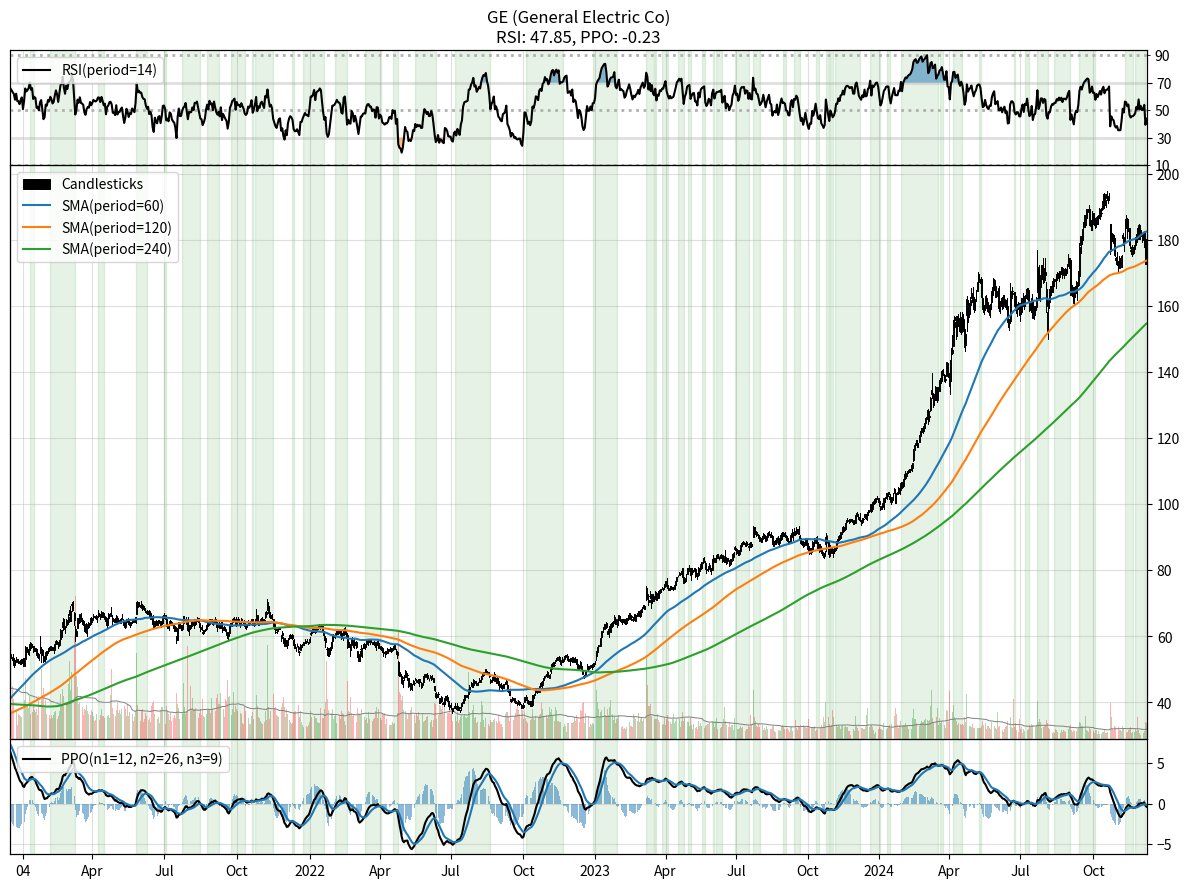 GE (General Electric Co)
RSI: 47.85, PPO: -0.23
RSI(period=14)
90
70
50
30
10
Candlesticks
SMA(period=60)
SMA(period=120)
SMA(period=240)
200
180
160
140
120
100
80
60
40
PPO(n1=12, n2=26, n3=9)
5
0
−5
04 Apr Jul Oct 2022 Apr Jul Oct 2023 Apr Jul Oct 2024 Apr Jul Oct